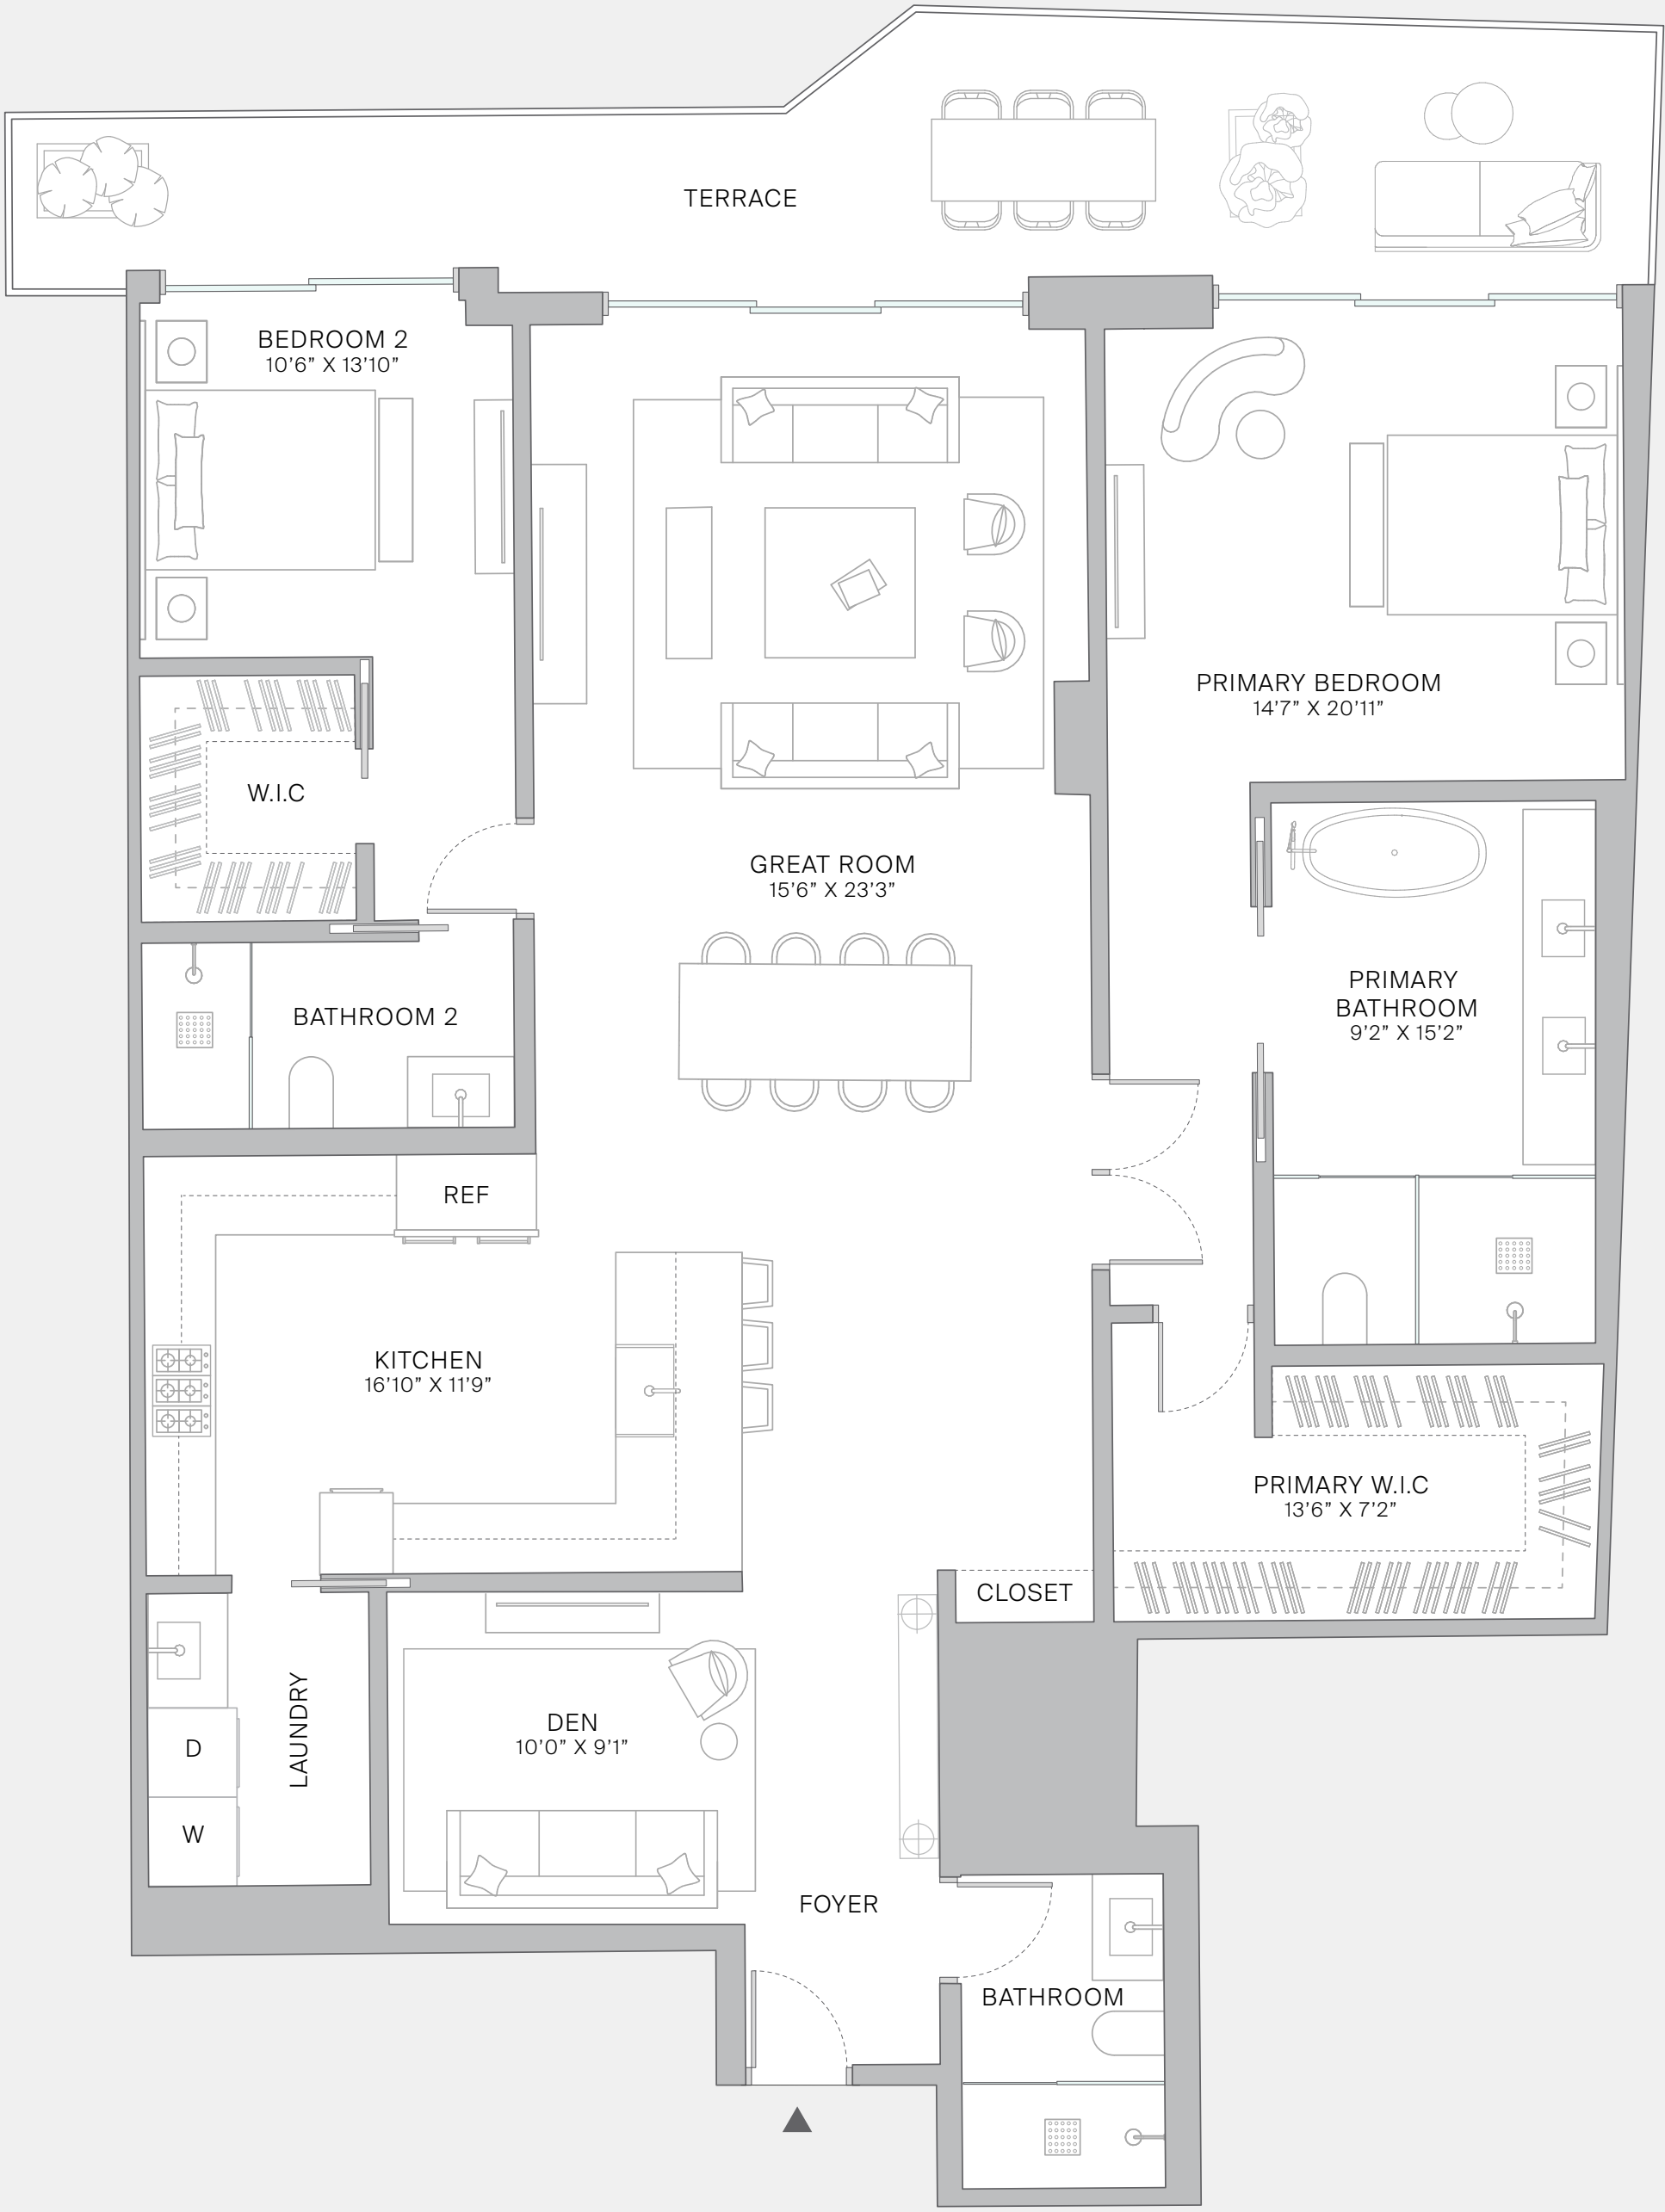 TERRACE
BEDROOM 2
10’6” X 13’10”
PRIMARY BEDROOM
14’7” X 20’11”
W.I.C
GREAT ROOM
15’6” X 23’3”
PRIMARY
BATHROOM
9’2” X 15’2”
BATHROOM 2
REF
KITCHEN
16’10” X 11’9”
PRIMARY W.I.C
13’6” X 7’2”
CLOSET
LAUNDRY
D
W
DEN
10’0” X 9’1”
FOYER
BATHROOM